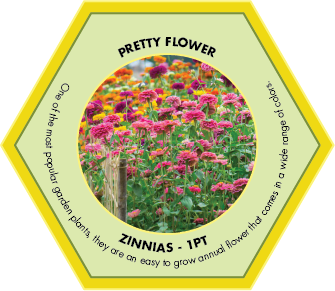 PRETTY FLOWER
ZINNIAS - 1PT
One of the most popular garden plants, they are an easy to grow annual flower that comes in a wide range of colors.